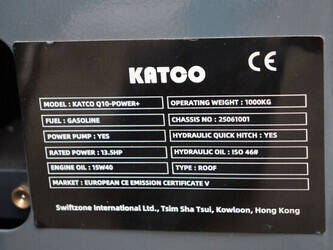 KATCO CE
MODEL : KATCO Q10-POWER+ OPERATING WEIGHT : 1000KG
FUEL : GASOLINE CHASSIS NO : 25061001
POWER PUMP : YES HYDRAULIC QUICK HITCH : YES
RATED POWER : 13.5HP HYDRAULIC OIL : ISO 46#
ENGINE OIL : 15W40 TYPE : ROOF
MARKET : EUROPEAN CE EMISSION CERTIFICATE V
Swiftzone International Ltd., Tsim Sha Tsui, Kowloon, Hong Kong